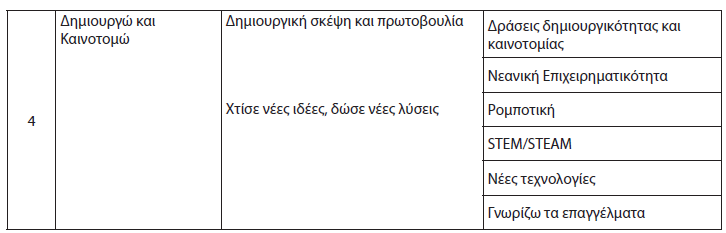 4
Δημιουργώ και
Καινοτομώ
Δημιουργική σκέψη και πρωτοβουλία
Χτίσε νέες ιδέες, δώσε νέες λύσεις
Δράσεις δημιουργικότητας και
καινοτομίας
Νεανική Επιχειρηματικότητα
Ρομποτική
STEM/STEAM
Νέες τεχνολογίες
Γνωρίζω τα επαγγέλματα